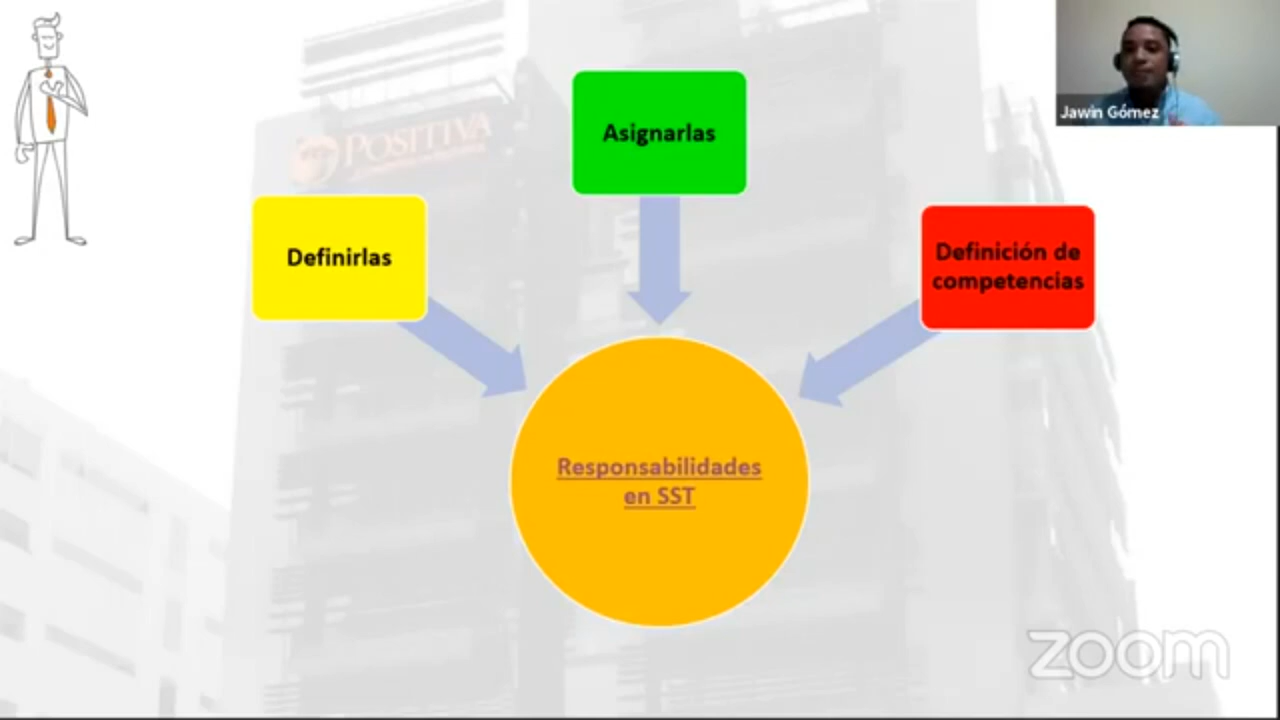 POSITIVA
Asignarlas
Jawin Gómez
Definirlas
Definición de
competencias
Responsabilidades
en SST
zoom